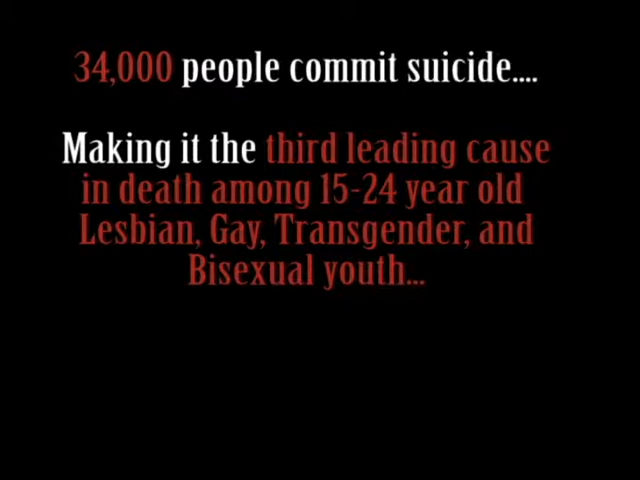 34,000 people commit suicide....
Making it the third leading cause
in death among 15-24 year old
Lesbian, Gay, Transgender, and
Bisexual youth...